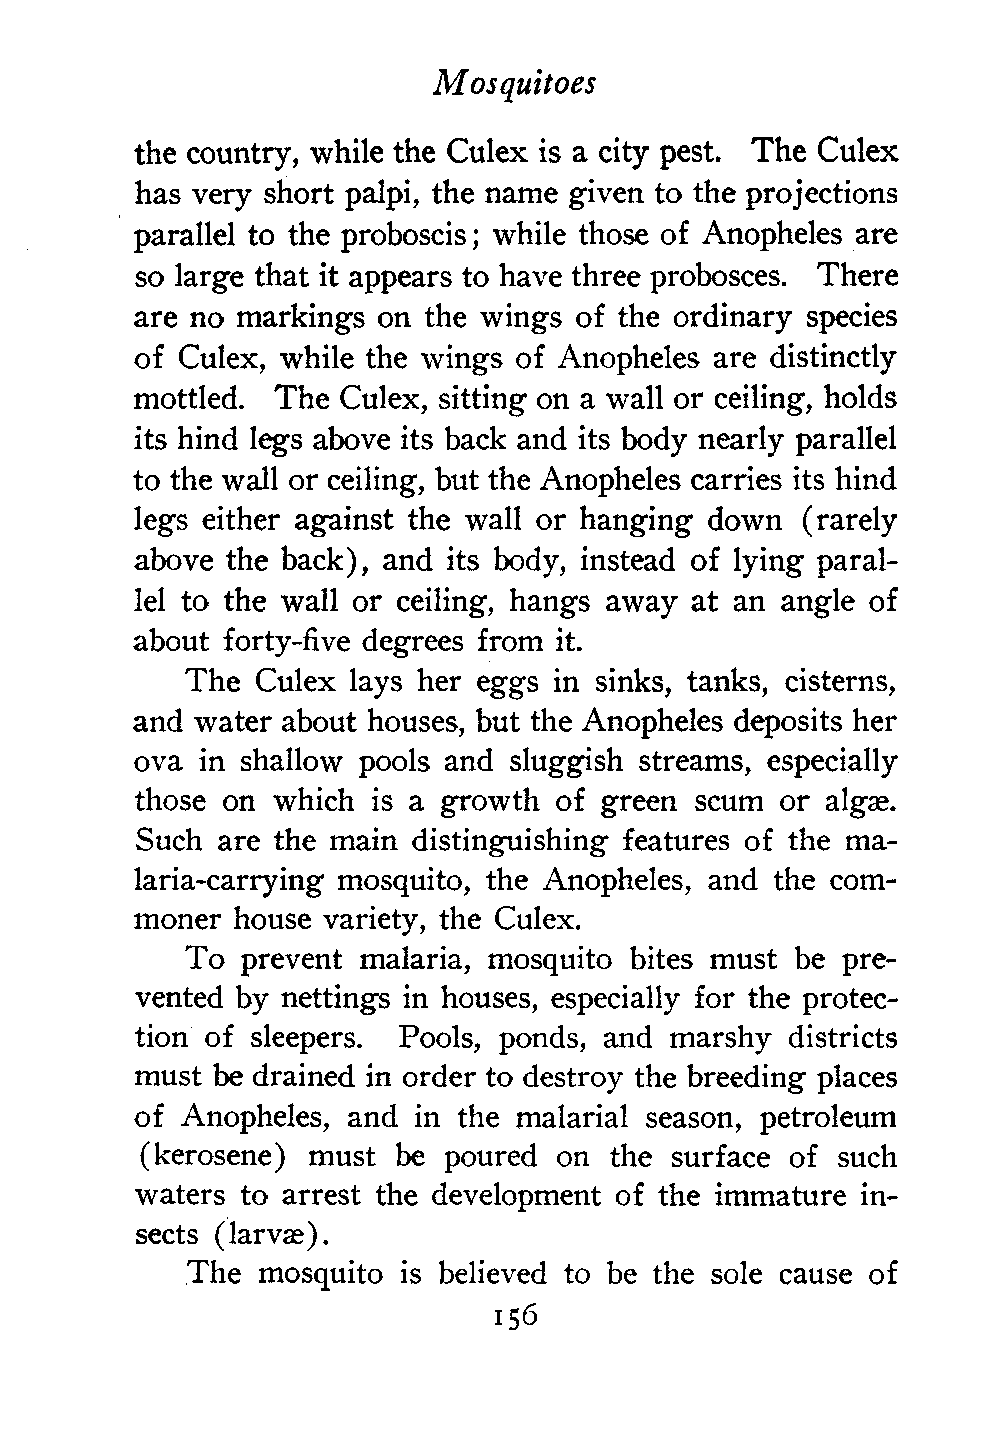 Mosquitoes
the country, while the Culex is a city pest. The Culex
has very short palpi, the name given to the projections
parallel to the proboscis; while those of Anopheles are
so large that it appears to have three probosces. There
are no markings on the wings of the ordinary species
of Culex, while the wings of Anopheles are distinctly
mottled. The Culex, sitting on a wall or ceiling, holds
its hind legs above its back and its body nearly parallel
to the wall or ceiling, but the Anopheles carries its hind
legs either against the wall or hanging down (rarely
above the back), and its body, instead of lying paral-
lel to the wall or ceiling, hangs away at an angle of
about forty-five degrees from it.
The Culex lays her eggs in sinks, tanks, cisterns,
and water about houses, but the Anopheles deposits her
ova in shallow pools and sluggish streams, especially
those on which is a growth of green scum or algæ.
Such are the main distinguishing features of the ma-
laria-carrying mosquito, the Anopheles, and the com-
moner house variety, the Culex.
To prevent malaria, mosquito bites must be pre-
vented by nettings in houses, especially for the protec-
tion of sleepers. Pools, ponds, and marshy districts
must be drained in order to destroy the breeding places
of Anopheles, and in the malarial season, petroleum
(kerosene) must be poured on the surface of such
waters to arrest the development of the immature in-
sects (larvæ).
The mosquito is believed to be the sole cause of
156